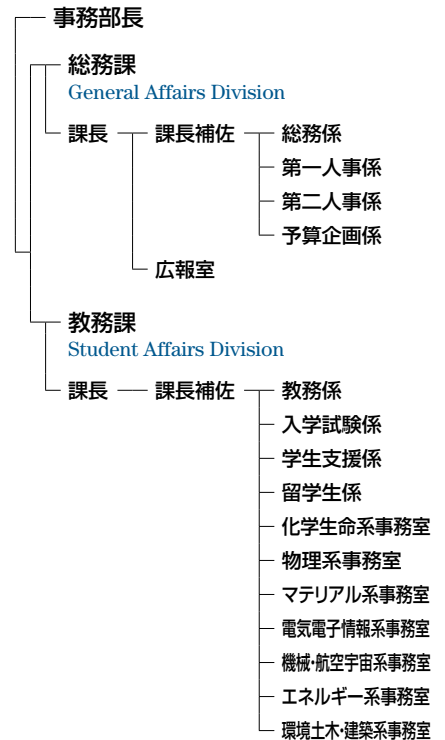 事務部長
総務課
General Affairs Division
課長 課長補佐 総務係
第一人事係
第二人事係
予算企画係
広報室
教務課
Student Affairs Division
課長 課長補佐 教務係
入学試験係
学生支援係
留学生係
化学生命系事務室
物理系事務室
マテリアル系事務室
電気電子情報系事務室
機械・航空宇宙系事務室
エネルギー系事務室
環境土木・建築系事務室